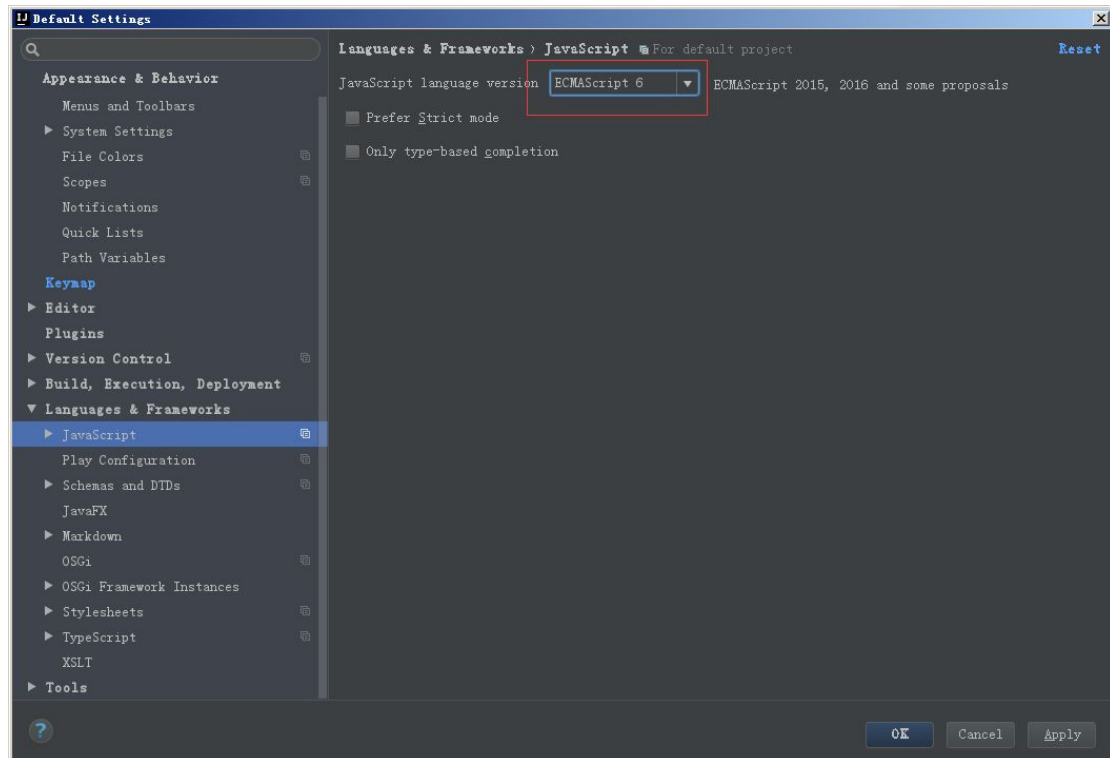 Default Settings
Appearance & Behavior
Menus and Toolbars
System Settings
File Colors
Scopes
Notifications
Quick Lists
Path Variables
Keymap
Editor
Plugins
Version Control
Build, Execution, Deployment
Languages & Frameworks
JavaScript
Play Configuration
Schemas and DTDs
JavaFX
Markdown
OSGi
OSGi Framework Instances
Stylesheets
TypeScript
XSLT
Tools
Languages & Frameworks › JavaScript For default project Reset
JavaScript language version ECMAScript 6 ECMAScript 2015, 2016 and some proposals
Prefer Strict mode
Only type-based completion
? OK Cancel Apply